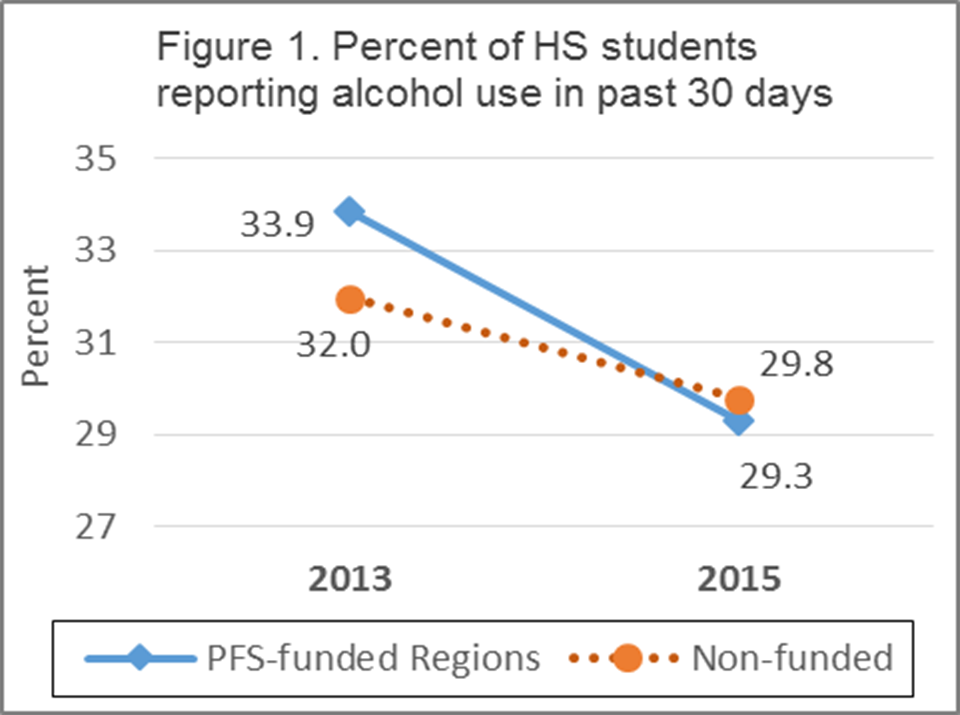 Figure 1. Percent of HS students
reporting alcohol use in past 30 days
Percent
35
33
31
29
27
33.9
32.0
29.8
29.3
2013
2015
PFS-funded Regions
Non-funded